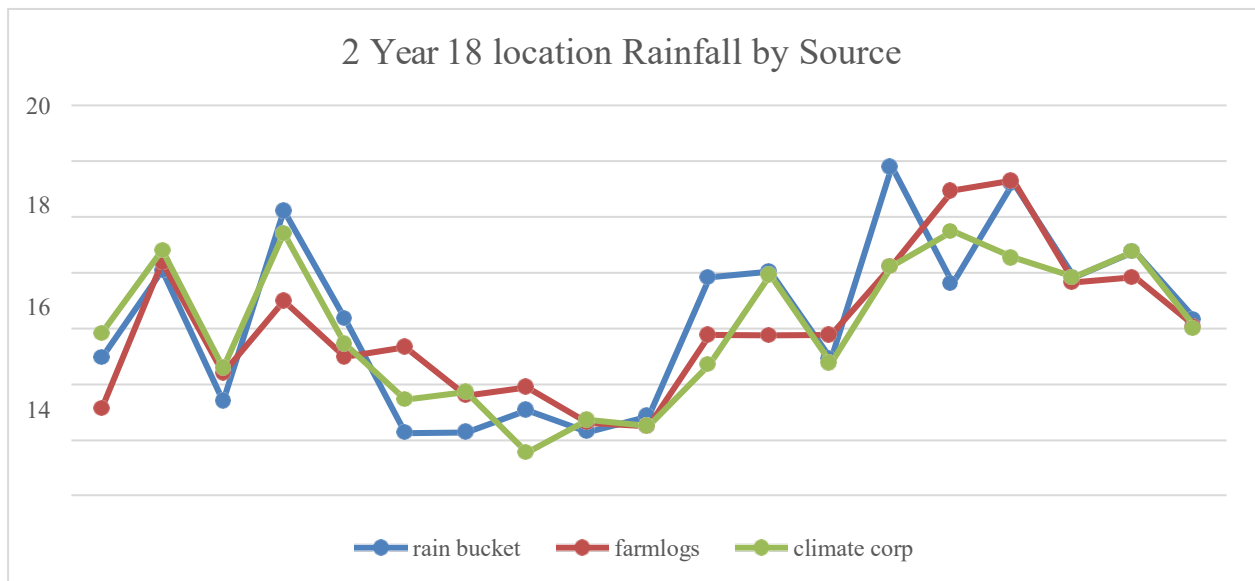 2 Year 18 location Rainfall by Source
20
18
16
14
rain bucket farmlogs climate corp